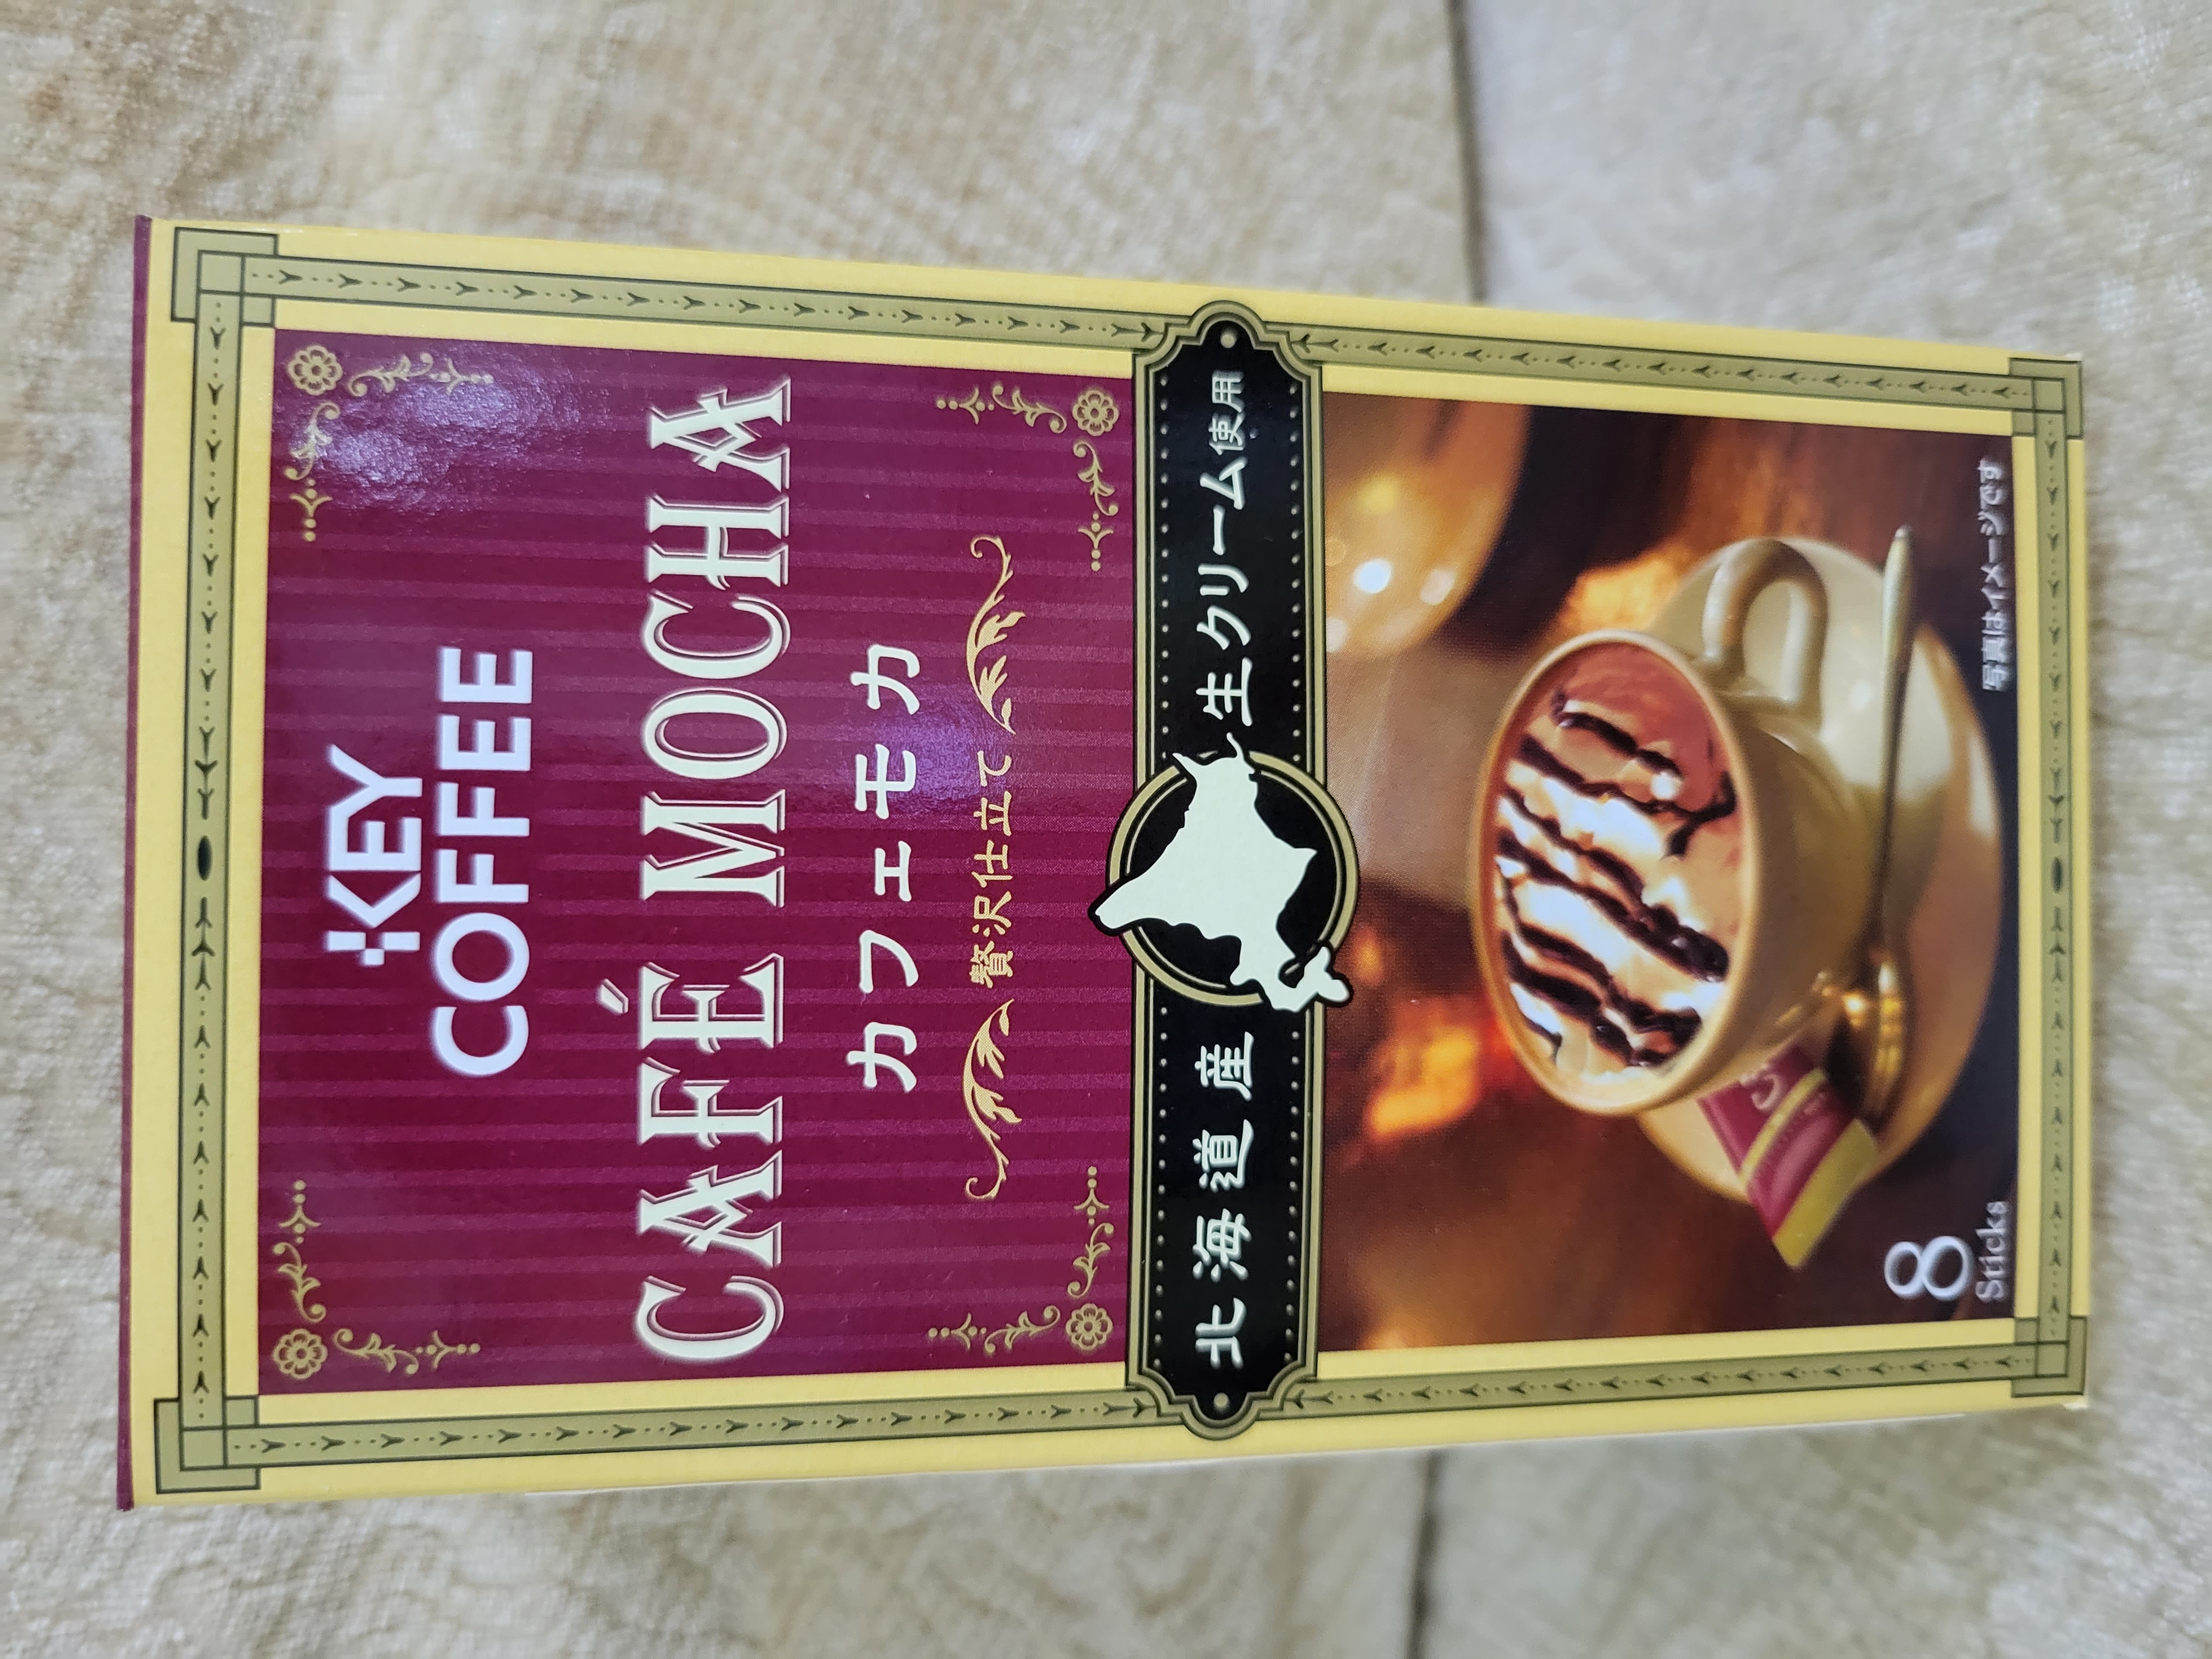 KEY
COFFEE
CAFÉ MOCHA
カフェモカ
贅沢仕立て
北海道産 生クリーム使用
8
Sticks
写真はイメージです